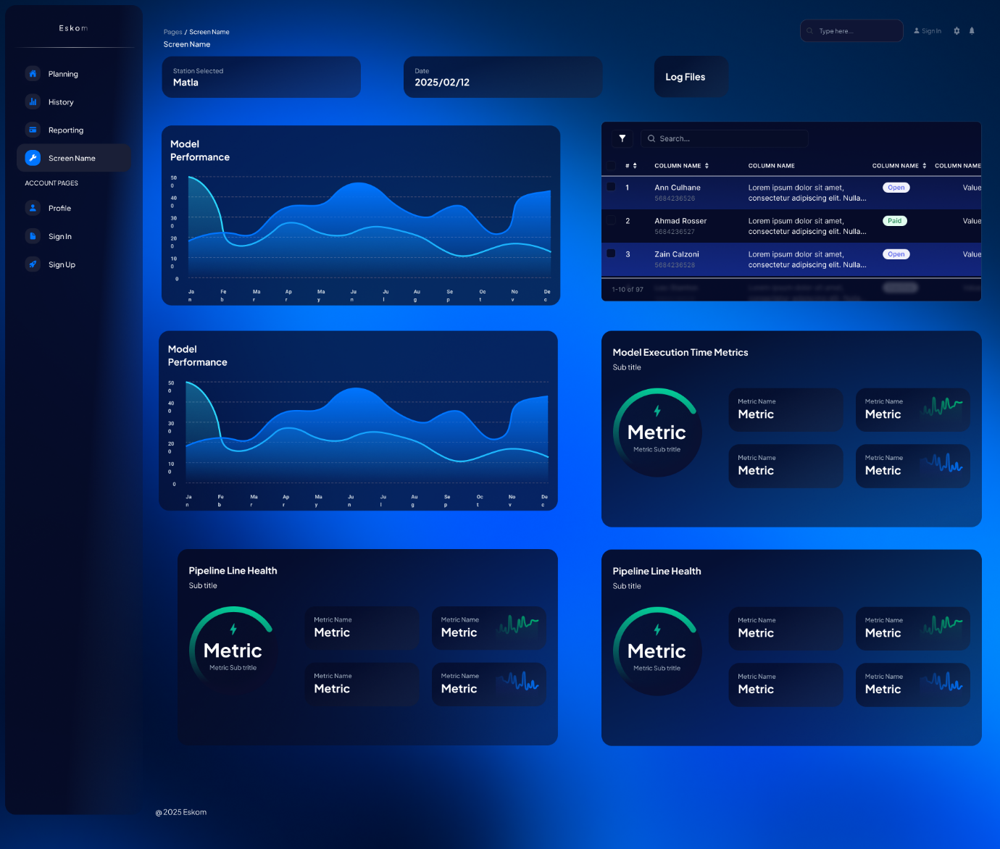 Eskom
Planning
History
Reporting
Screen Name
ACCOUNT PAGES
Profile
Sign In
Sign Up
Pages / Screen Name
Screen Name
Type here...
Sign In
Station Selected
Matla
Date
2025/02/12
Log Files
Model
Performance
50
0
40
0
30
0
20
0
10
0
0
Ja Fe Ma Ap Ma Ju Ju Au Se Oc No De
n b r r y n l g p t v c
Search...
# COLUMN NAME COLUMN NAME COLUMN NAME COLUMN NAME
1 Ann Culhane Lorem ipsum dolor sit amet, Open Value
5684236526 consectetur adipiscing elit. Nulla...
2 Ahmad Rosser Lorem ipsum dolor sit amet, Paid Value
5684236527 consectetur adipiscing elit. Nulla...
3 Zain Calzoni Lorem ipsum dolor sit amet, Open Value
5684236528 consectetur adipiscing elit. Nulla...
1-10 of 97
Model
Performance
50
0
40
0
30
0
20
0
10
0
0
Ja Fe Ma Ap Ma Ju Ju Au Se Oc No De
n b r r y n l g p t v c
Model Execution Time Metrics
Sub title
Metric
Metric Sub tritle
Metric Name
Metric
Metric Name
Metric
Metric Name
Metric
Metric Name
Metric
Pipeline Line Health
Sub title
Metric
Metric Sub tritle
Metric Name
Metric
Metric Name
Metric
Metric Name
Metric
Metric Name
Metric
Pipeline Line Health
Sub title
Metric
Metric Sub tritle
Metric Name
Metric
Metric Name
Metric
Metric Name
Metric
Metric Name
Metric
@ 2025 Eskom